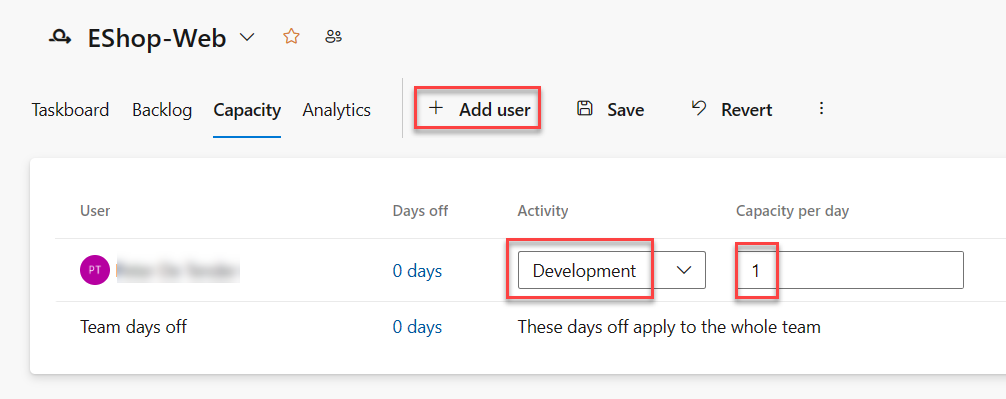 EShop-Web
Taskboard Backlog Capacity Analytics + Add user Save Revert
User Days off Activity Capacity per day
PT 0 days Development 1
Team days off 0 days These days off apply to the whole team